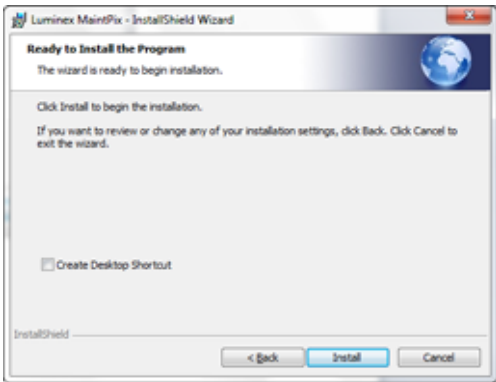 Luminex MaintPix - InstallShield Wizard
Ready to Install the Program
The wizard is ready to begin installation.
Click Install to begin the installation.
If you want to review or change any of your installation settings, click Back. Click Cancel to
exit the wizard.
Create Desktop Shortcut
InstallShield
< Back
Install
Cancel